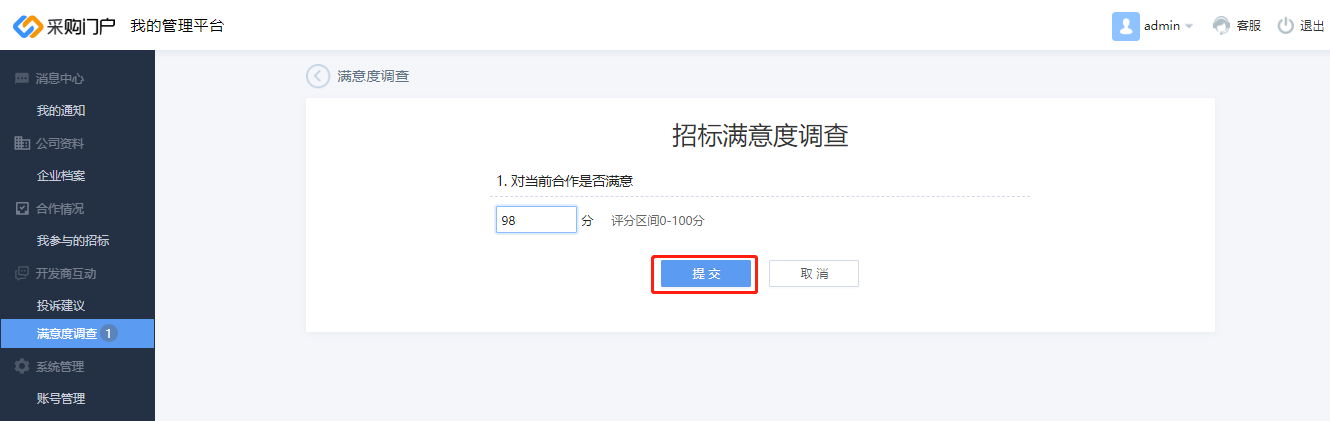 采购门户 我的管理平台
admin 客服 退出
消息中心
我的通知
公司资料
企业档案
合作情况
我参与的招标
开发商互动
投诉建议
满意度调查 1
系统管理
账号管理
满意度调查
招标满意度调查
1. 对当前合作是否满意
98 分 评分区间0-100分
提 交 取 消